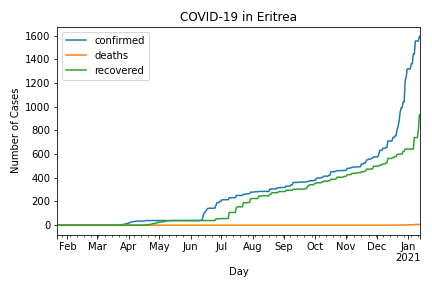 COVID-19 in Eritrea
confirmed
deaths
recovered
Number of Cases
1600
1400
1200
1000
800
600
400
200
0
Feb Mar Apr May Jun Jul Aug Sep Oct Nov Dec Jan
2021
Day